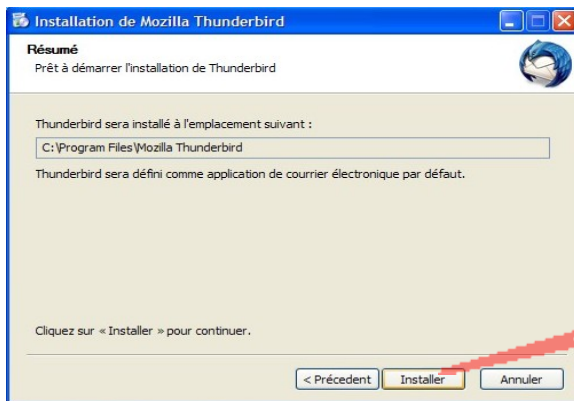 Installation de Mozilla Thunderbird
Résumé
Prêt à démarrer l'installation de Thunderbird
Thunderbird sera installé à l'emplacement suivant :
C:\Program Files\Mozilla Thunderbird
Thunderbird sera défini comme application de courrier électronique par défaut.
Cliquez sur « Installer » pour continuer.
< Précedent Installer Annuler